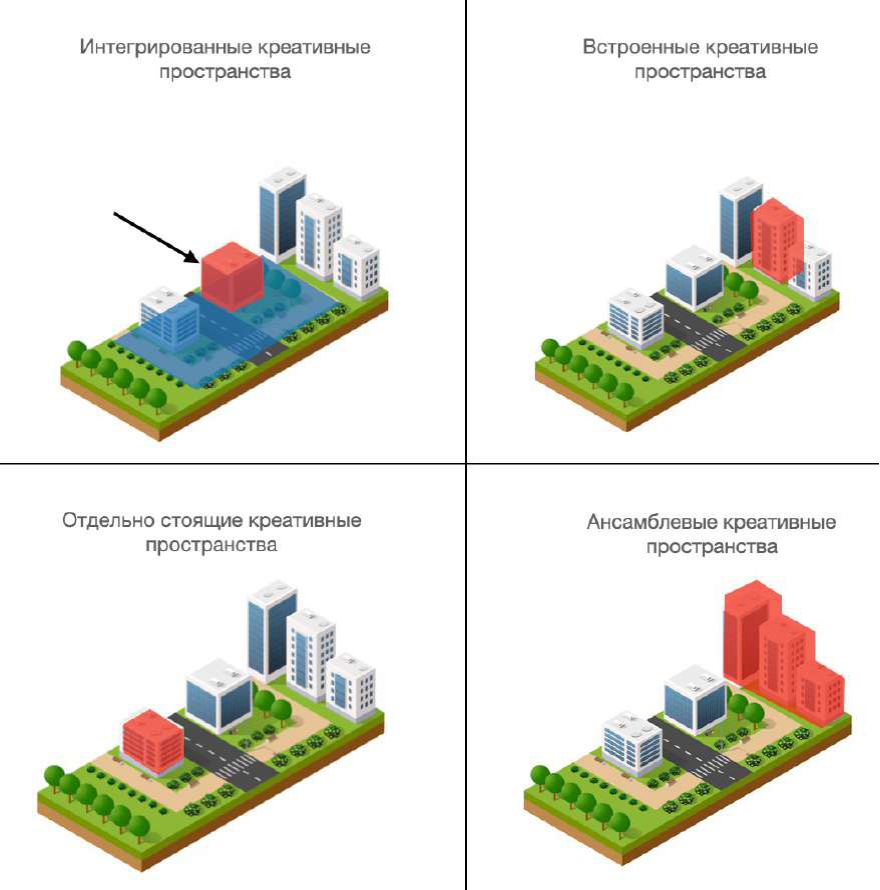 Интегрированные креативные
пространства
Встроенные креативные
пространства
Отдельно стоящие креативные
пространства
Ансамблевые креативные
пространства